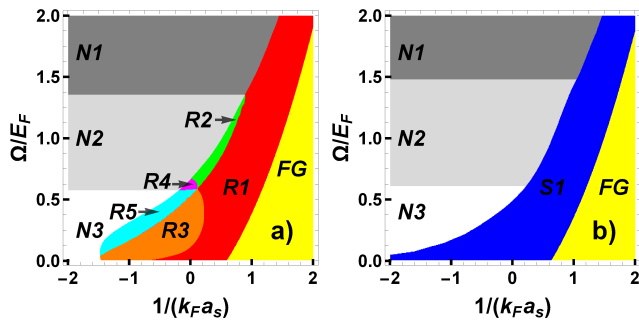 2.0
1.5
1.0
0.5
0.0
Ω/E_F
N1
N2
N3
R2
R4
R5
R3
R1
FG
a)
−2 −1 0 1 2
1/(k_F a_s)
2.0
1.5
1.0
0.5
0.0
Ω/E_F
N1
N2
N3
S1
FG
b)
−2 −1 0 1 2
1/(k_F a_s)